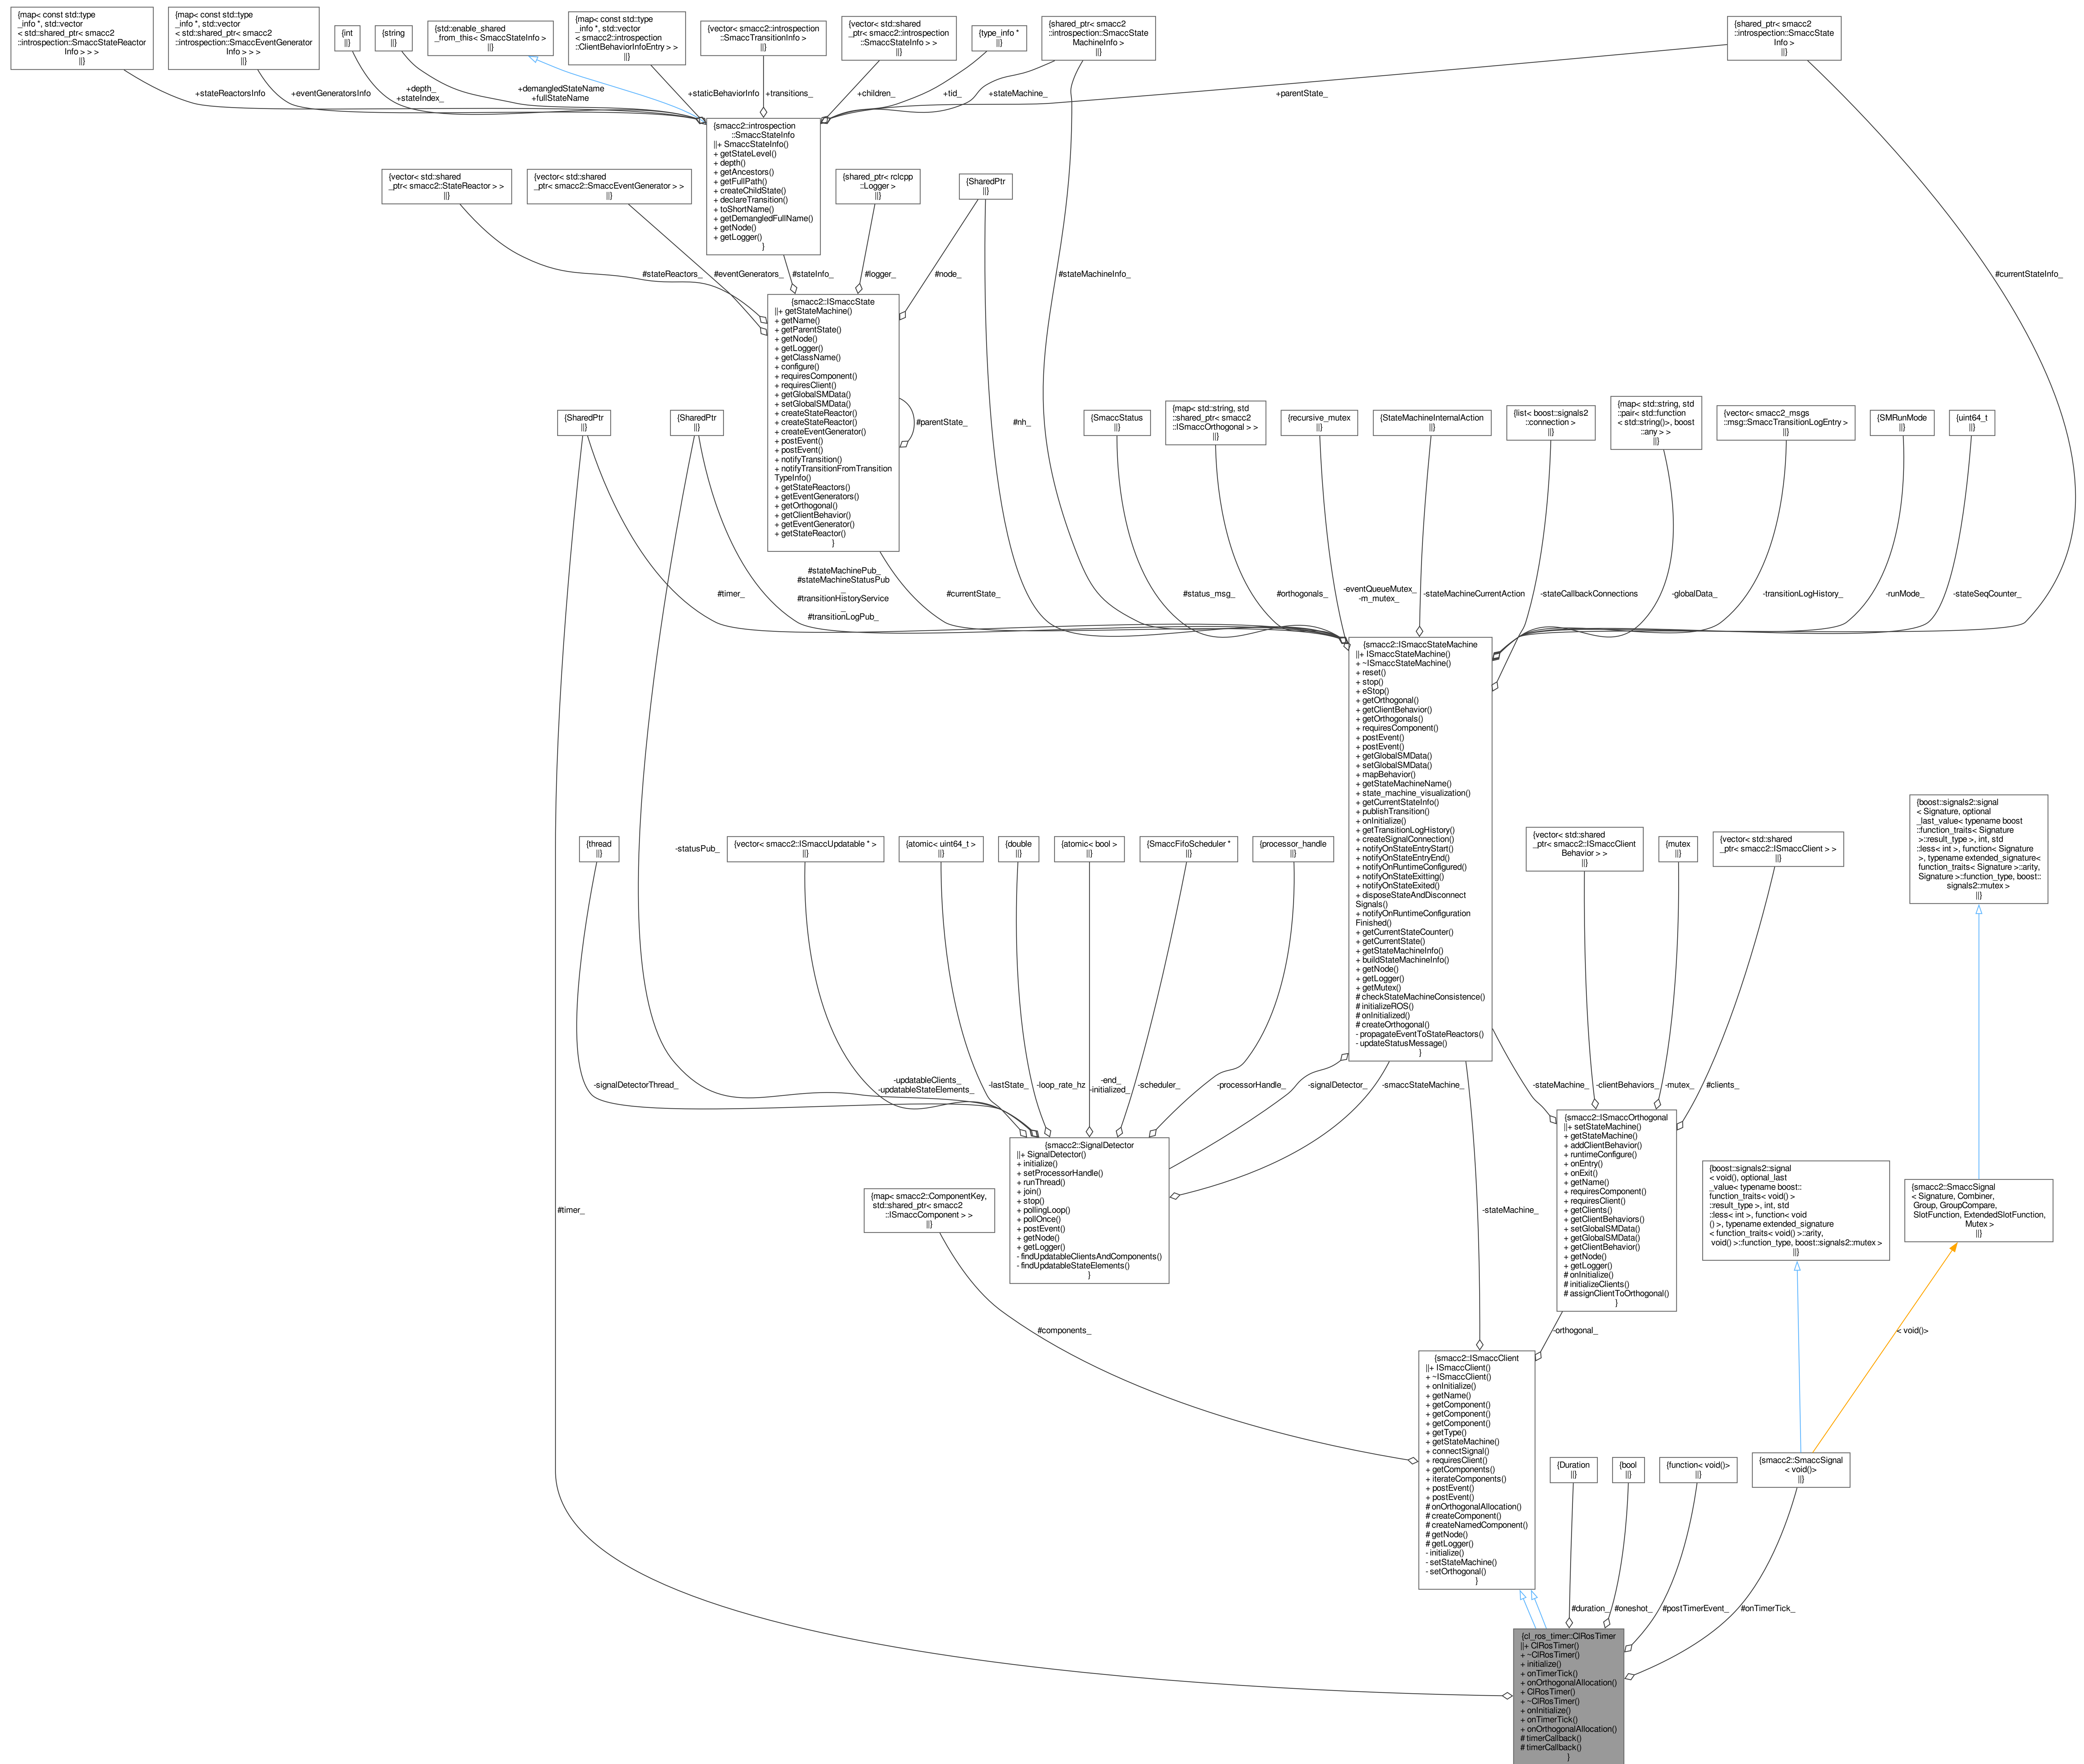 {map< const std::type
_info *, std::vector
< std::shared_ptr< smacc2
::introspection::SmaccStateReactor
Info > > >
||}
{map< const std::type
_info *, std::vector
< std::shared_ptr< smacc2
::introspection::SmaccEventGenerator
Info > > >
||}
{int
||}
{string
||}
{std::enable_shared
_from_this< SmaccStateInfo >
||}
{map< const std::type
_info *, std::vector
< smacc2::introspection
::ClientBehaviorInfoEntry > >
||}
{vector< smacc2::introspection
::SmaccTransitionInfo >
||}
{vector< std::shared
_ptr< smacc2::introspection
::SmaccStateInfo > >
||}
{type_info *
||}
{shared_ptr< smacc2
::introspection::SmaccState
MachineInfo >
||}
{shared_ptr< smacc2
::introspection::SmaccState
Info >
||}
+stateReactorsInfo
+eventGeneratorsInfo
+depth_
+stateIndex_
+demangledStateName
+fullStateName
+staticBehaviorInfo
+transitions_
+children_
+tid_
+stateMachine_
+parentState_
{smacc2::introspection
::SmaccStateInfo
||+ SmaccStateInfo()
+ getStateLevel()
+ depth()
+ getAncestors()
+ getFullPath()
+ createChildState()
+ declareTransition()
+ toShortName()
+ getDemangledFullName()
+ getNode()
+ getLogger()
}
{vector< std::shared
_ptr< smacc2::StateReactor > >
||}
{vector< std::shared
_ptr< smacc2::SmaccEventGenerator > >
||}
{shared_ptr< rclcpp
::Logger >
||}
{SharedPtr
||}
#stateReactors_
#eventGenerators_
#stateInfo_
#logger_
#node_
#stateMachineInfo_
#currentStateInfo_
{smacc2::ISmaccState
||+ getStateMachine()
+ getName()
+ getParentState()
+ getNode()
+ getLogger()
+ getClassName()
+ configure()
+ requiresComponent()
+ requiresClient()
+ getGlobalSMData()
+ setGlobalSMData()
+ createStateReactor()
+ createStateReactor()
+ createEventGenerator()
+ postEvent()
+ postEvent()
+ notifyTransition()
+ notifyTransitionFromTransition
TypeInfo()
+ getStateReactors()
+ getEventGenerators()
+ getOrthogonal()
+ getClientBehavior()
+ getEventGenerator()
+ getStateReactor()
}
#parentState_
#nh_
{SharedPtr
||}
{SharedPtr
||}
{SmaccStatus
||}
{map< std::string, std
::shared_ptr< smacc2
::ISmaccOrthogonal > >
||}
{recursive_mutex
||}
{StateMachineInternalAction
||}
{list< boost::signals2
::connection >
||}
{map< std::string, std
::pair< std::function
< std::string()>, boost
::any > >
||}
{vector< smacc2_msgs
::msg::SmaccTransitionLogEntry >
||}
{SMRunMode
||}
{uint64_t
||}
#timer_
#stateMachinePub_
#stateMachineStatusPub
_
#transitionHistoryService
_
#transitionLogPub_
#currentState_
#status_msg_
#orthogonals_
-eventQueueMutex_
-m_mutex_
-stateMachineCurrentAction
-stateCallbackConnections
-globalData_
-transitionLogHistory_
-runMode_
-stateSeqCounter_
{smacc2::ISmaccStateMachine
||+ ISmaccStateMachine()
+ ~ISmaccStateMachine()
+ reset()
+ stop()
+ eStop()
+ getOrthogonal()
+ getClientBehavior()
+ getOrthogonals()
+ requiresComponent()
+ postEvent()
+ postEvent()
+ getGlobalSMData()
+ setGlobalSMData()
+ mapBehavior()
+ getStateMachineName()
+ state_machine_visualization()
+ getCurrentStateInfo()
+ publishTransition()
+ onInitialize()
+ getTransitionLogHistory()
+ createSignalConnection()
+ notifyOnStateEntryStart()
+ notifyOnStateEntryEnd()
+ notifyOnRuntimeConfigured()
+ notifyOnStateExitting()
+ notifyOnStateExited()
+ disposeStateAndDisconnect
Signals()
+ notifyOnRuntimeConfiguration
Finished()
+ getCurrentStateCounter()
+ getCurrentState()
+ getStateMachineInfo()
+ buildStateMachineInfo()
+ getNode()
+ getLogger()
+ getMutex()
# checkStateMachineConsistence()
# initializeROS()
# onInitialized()
# createOrthogonal()
- propagateEventToStateReactors()
- updateStatusMessage()
}
-statusPub_
{thread
||}
{vector< smacc2::ISmaccUpdatable * >
||}
{atomic< uint64_t >
||}
{double
||}
{atomic< bool >
||}
{SmaccFifoScheduler *
||}
{processor_handle
||}
{vector< std::shared
_ptr< smacc2::ISmaccClient
Behavior > >
||}
{mutex
||}
{vector< std::shared
_ptr< smacc2::ISmaccClient > >
||}
{boost::signals2::signal
< Signature, optional
_last_value< typename boost
::function_traits< Signature
>::result_type >, int, std
::less< int >, function< Signature
>, typename extended_signature<
function_traits< Signature >::arity,
Signature >::function_type, boost::
signals2::mutex >
||}
-signalDetectorThread_
-updatableClients_
-updatableStateElements_
-lastState_
-loop_rate_hz
-end_
-initialized_
-scheduler_
-processorHandle_
-signalDetector_
-smaccStateMachine_
-stateMachine_
-clientBehaviors_
-mutex_
#clients_
{smacc2::SignalDetector
||+ SignalDetector()
+ initialize()
+ setProcessorHandle()
+ runThread()
+ join()
+ stop()
+ pollingLoop()
+ pollOnce()
+ postEvent()
+ getNode()
+ getLogger()
- findUpdatableClientsAndComponents()
- findUpdatableStateElements()
}
{smacc2::ISmaccOrthogonal
||+ setStateMachine()
+ getStateMachine()
+ addClientBehavior()
+ runtimeConfigure()
+ onEntry()
+ onExit()
+ getName()
+ requiresComponent()
+ requiresClient()
+ getClients()
+ getClientBehaviors()
+ setGlobalSMData()
+ getGlobalSMData()
+ getClientBehavior()
+ getNode()
+ getLogger()
# onInitialize()
# initializeClients()
# assignClientToOrthogonal()
}
{boost::signals2::signal
< void(), optional_last
_value< typename boost::
function_traits< void() >
::result_type >, int, std
::less< int >, function< void
() >, typename extended_signature
< function_traits< void() >::arity,
void() >::function_type, boost::signals2::mutex >
||}
{smacc2::SmaccSignal
< Signature, Combiner,
Group, GroupCompare,
SlotFunction, ExtendedSlotFunction,
Mutex >
||}
{map< smacc2::ComponentKey,
std::shared_ptr< smacc2
::ISmaccComponent > >
||}
#timer_
-stateMachine_
#components_
-orthogonal_
< void()>
{smacc2::ISmaccClient
||+ ISmaccClient()
+ ~ISmaccClient()
+ onInitialize()
+ getName()
+ getComponent()
+ getComponent()
+ getComponent()
+ getType()
+ getStateMachine()
+ connectSignal()
+ requiresClient()
+ getComponents()
+ iterateComponents()
+ postEvent()
+ postEvent()
# onOrthogonalAllocation()
# createComponent()
# createNamedComponent()
# getNode()
# getLogger()
- initialize()
- setStateMachine()
- setOrthogonal()
}
{Duration
||}
{bool
||}
{function< void()>
||}
{smacc2::SmaccSignal
< void()>
||}
#duration_
#oneshot_
#postTimerEvent_
#onTimerTick_
{cl_ros_timer::ClRosTimer
||+ ClRosTimer()
+ ~ClRosTimer()
+ initialize()
+ onTimerTick()
+ onOrthogonalAllocation()
+ ClRosTimer()
+ ~ClRosTimer()
+ onInitialize()
+ onTimerTick()
+ onOrthogonalAllocation()
# timerCallback()
# timerCallback()
}